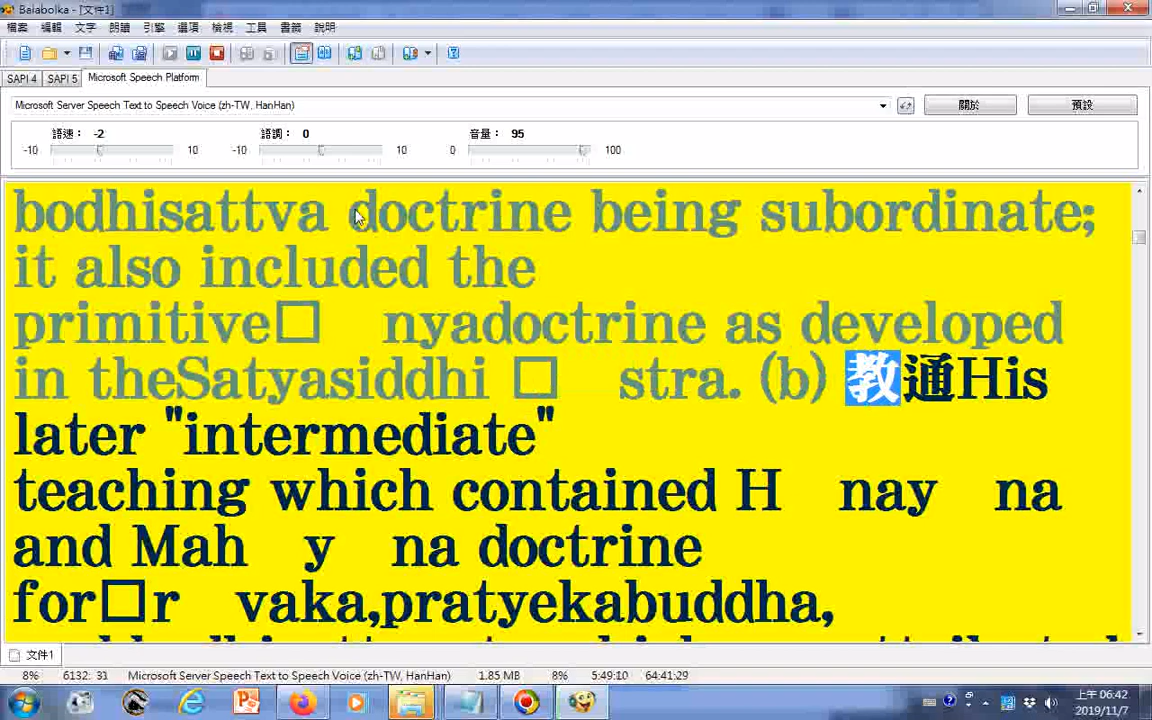 Balabolka - [文件1]
檔案 編輯 文字 朗讀 引擎 選項 檢視 工具 書籤 說明
SAPI 4 SAPI 5 Microsoft Speech Platform
Microsoft Server Speech Text to Speech Voice (zh-TW, HanHan) 關於 預設
語速： -2 語調： 0 音量： 95
-10 10 -10 10 0 100
bodhisattva doctrine being subordinate;
it also included the
primitive□ nyadoctrine as developed
in theSatyasiddhi □ stra. (b) 教通His
later "intermediate"
teaching which contained H nay na
and Mah y na doctrine
for□r vaka,pratyekabuddha,
文件1
8% 6132: 31 Microsoft Server Speech Text to Speech Voice (zh-TW, HanHan) 1.85 MB 8% 5:49:10 64:41:29
上午 06:42
2019/11/7